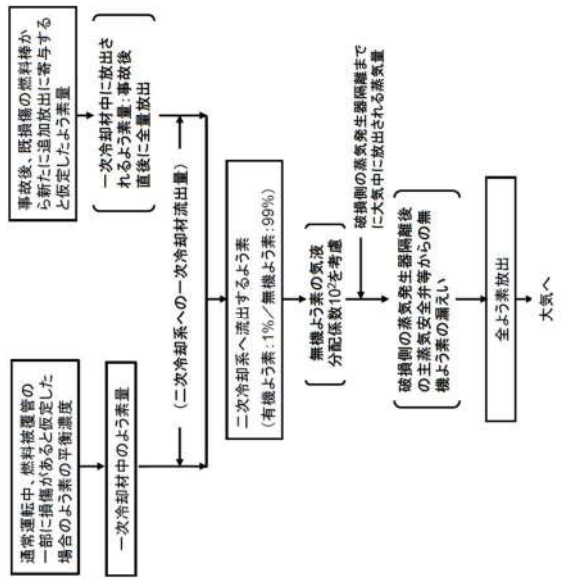 通常運転中、燃料被覆管の
一部に損傷があると仮定した
場合のよう素の平衡濃度
一次冷却材中のよう素量
事故後、既損傷の燃料棒か
ら新たに追加放出に寄与する
と仮定したよう素量
一次冷却材中に放出さ
れるよう素量：事故後
直後に全量放出
（二次冷却系への一次冷却材流出量）
二次冷却系へ流出するよう素
（有機よう素：1％／無機よう素：99％）
無機よう素の気液
分配係数10²を考慮
破損側の蒸気発生器隔離まで
に大気中に放出される蒸気量
破損側の蒸気発生器隔離後
の主蒸気安全弁等からの無
機よう素の漏えい
全よう素放出
大気へ